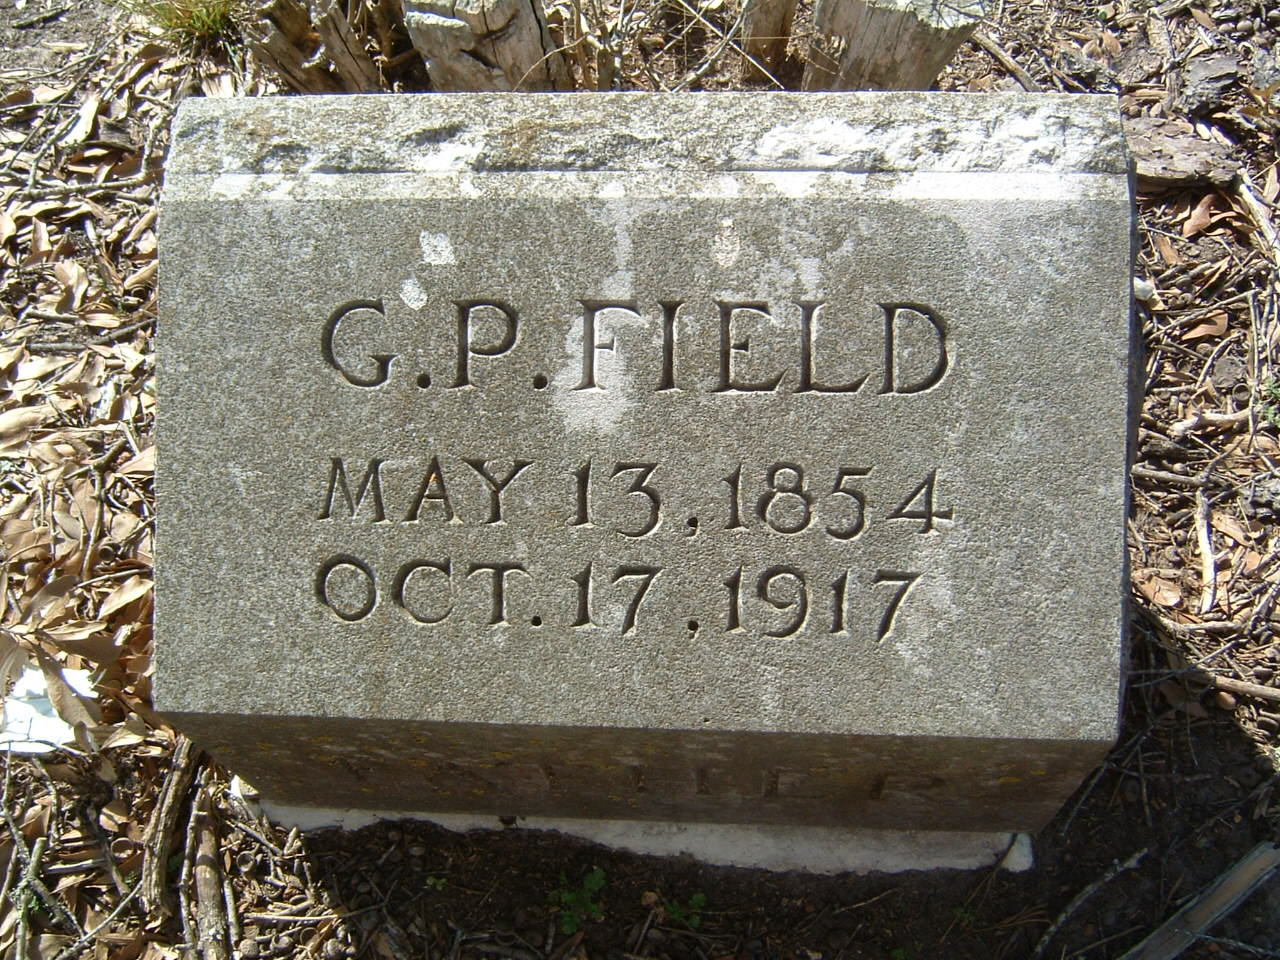 G.P.FIELD
MAY 13, 1854
OCT. 17, 1917